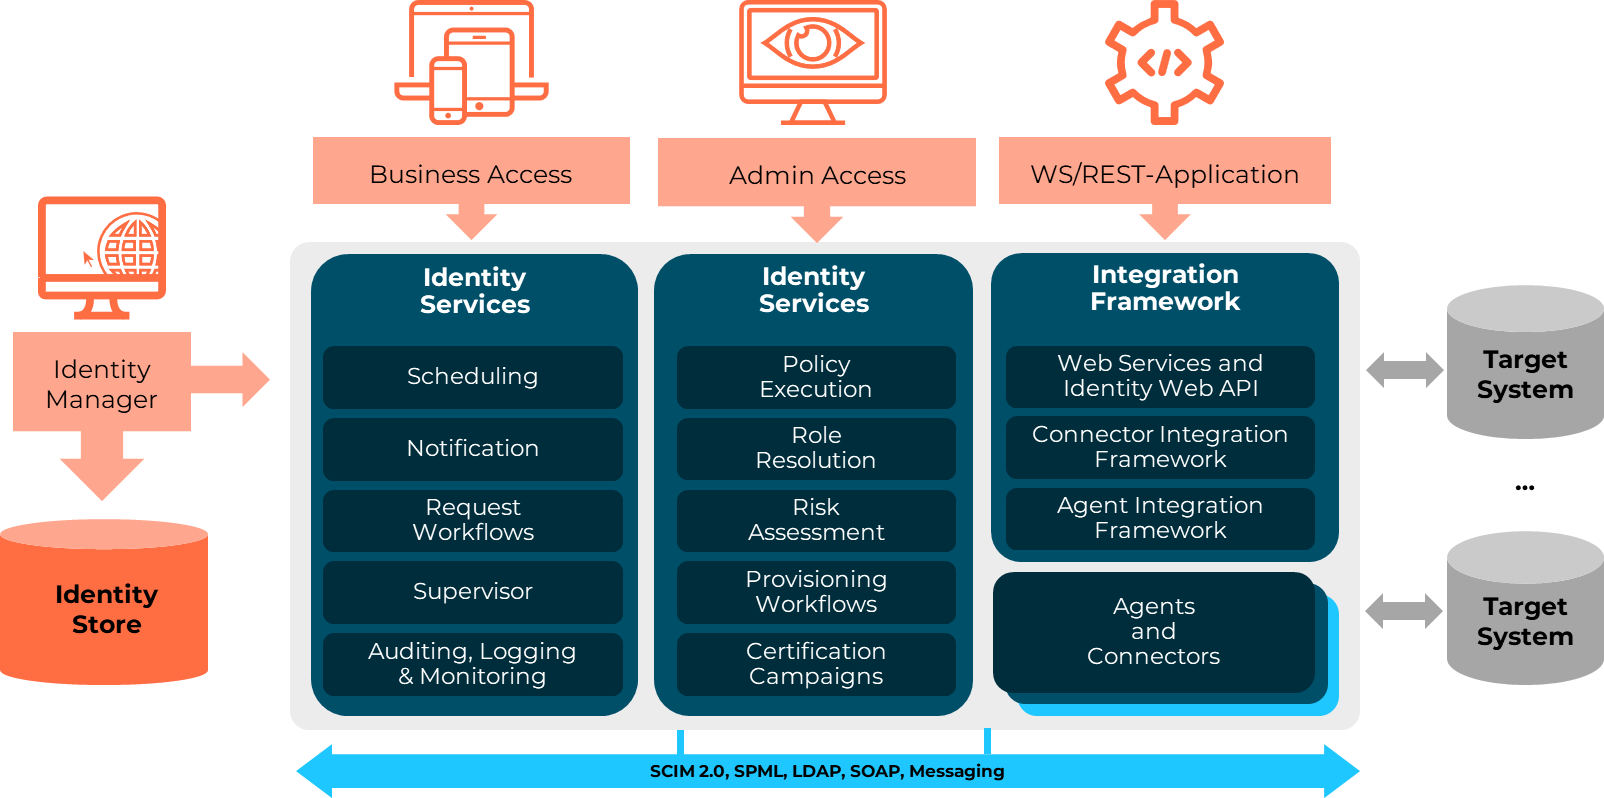 Business Access
Admin Access
WS/REST-Application
Identity
Manager
Identity
Store
Identity
Services
Scheduling
Notification
Request
Workflows
Supervisor
Auditing, Logging
& Monitoring
Identity
Services
Policy
Execution
Role
Resolution
Risk
Assessment
Provisioning
Workflows
Certification
Campaigns
Integration
Framework
Web Services and
Identity Web API
Connector Integration
Framework
Agent Integration
Framework
Agents
and
Connectors
Target
System
...
Target
System
SCIM 2.0, SPML, LDAP, SOAP, Messaging